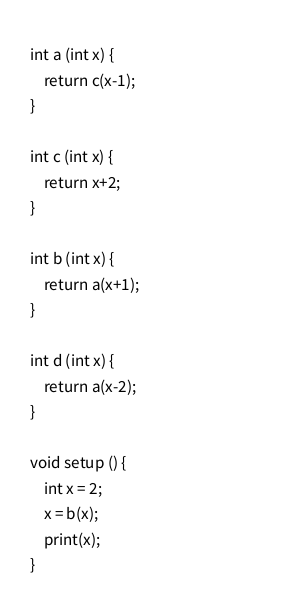 int a (int x) {
    return c(x-1);
}

int c (int x) {
    return x+2;
}

int b (int x) {
    return a(x+1);
}

int d (int x) {
    return a(x-2);
}

void setup () {
    int x = 2;
    x = b(x);
    print(x);
}